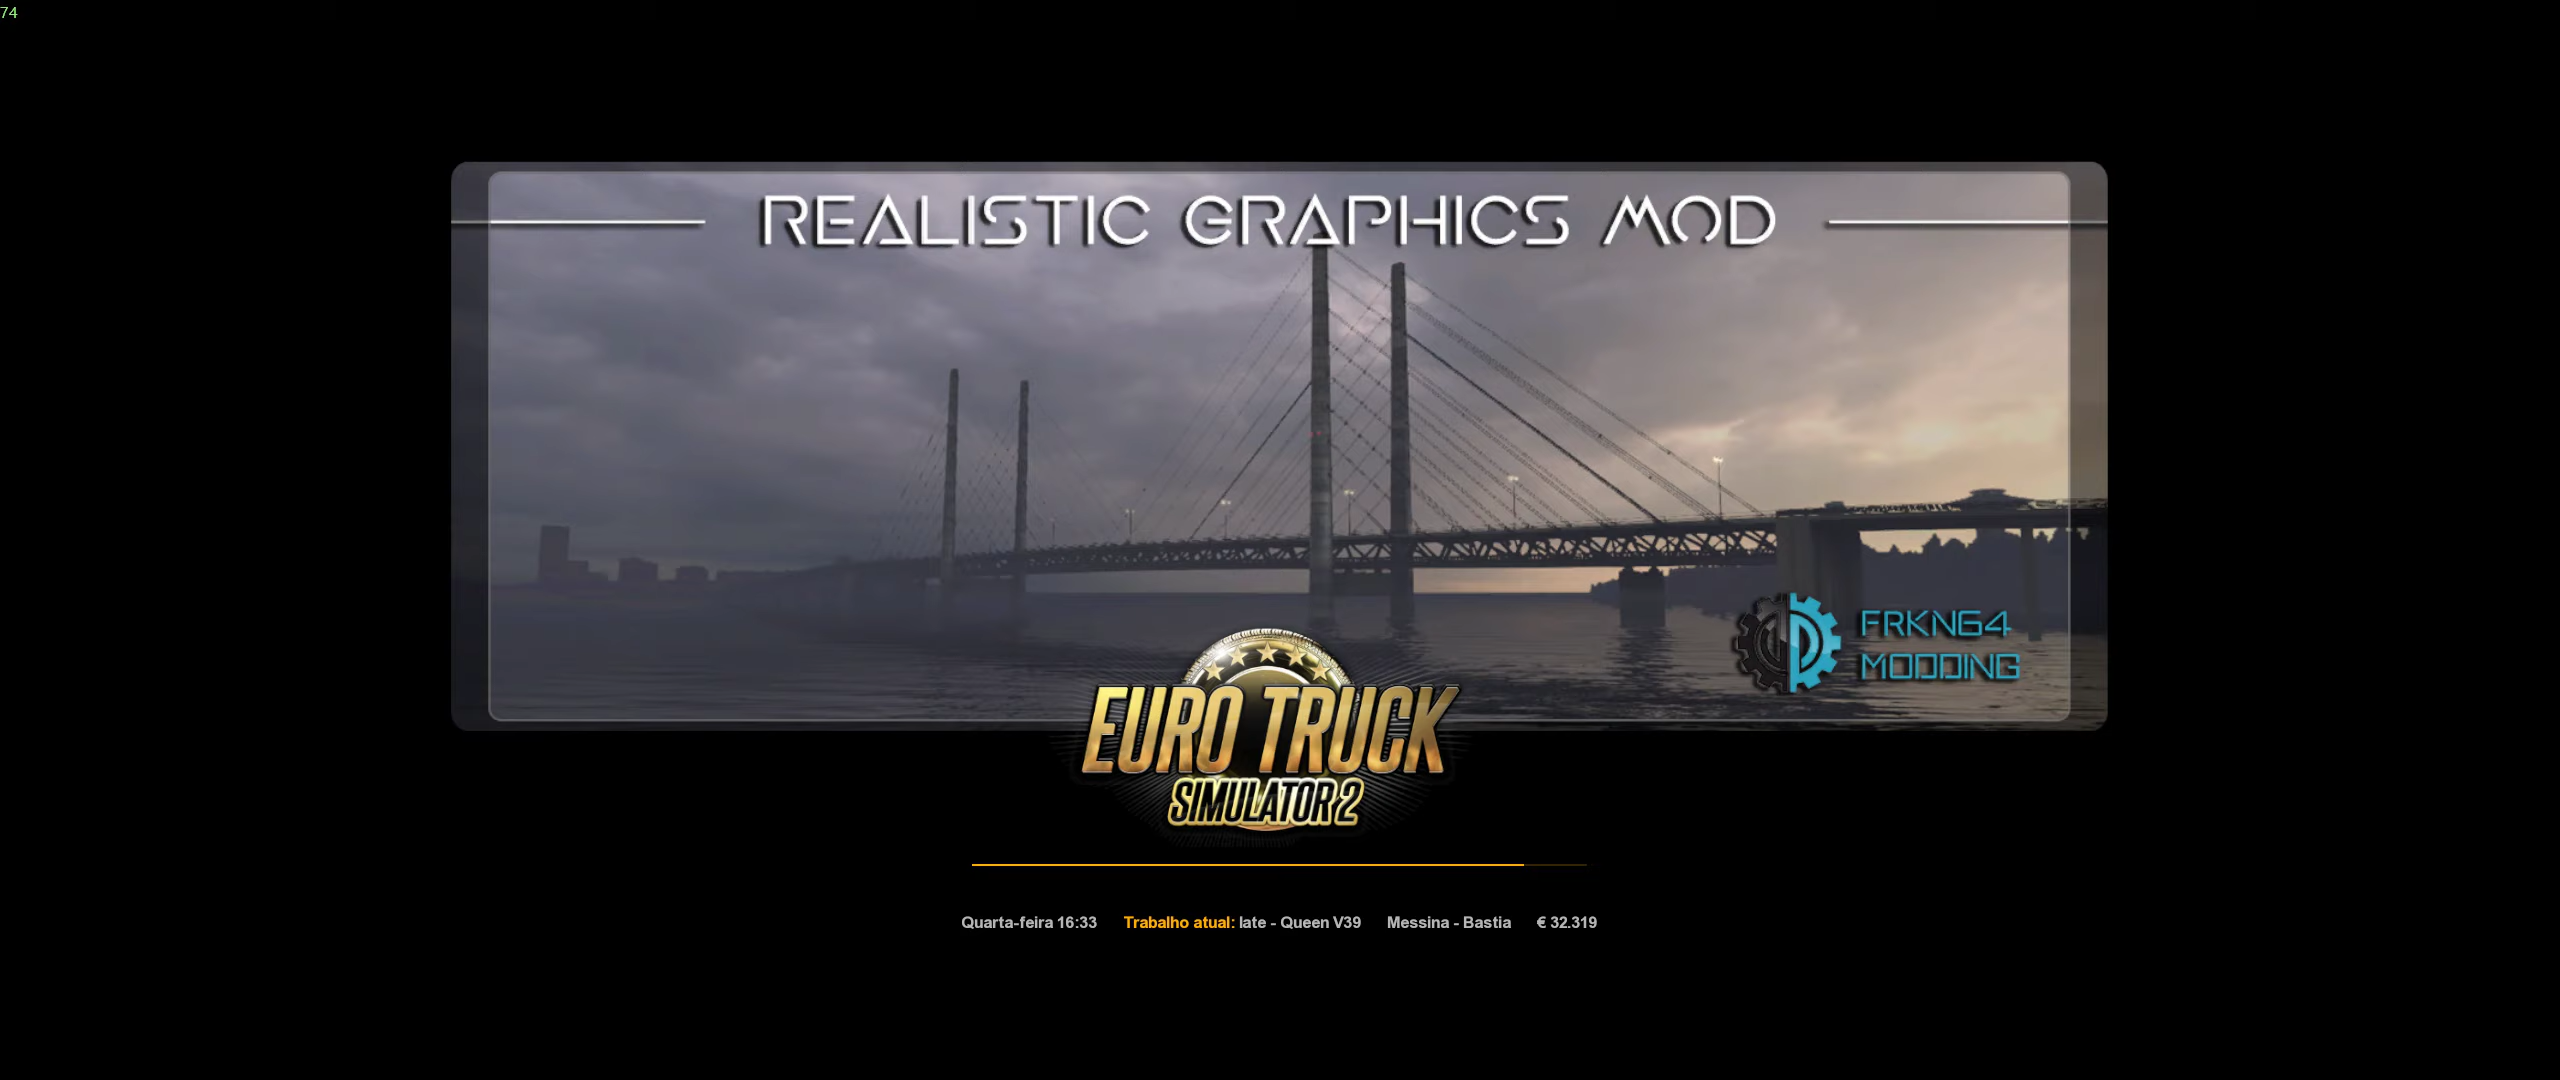 74
REALISTIC GRAPHICS MOD
FRKN64
MODDING
EURO TRUCK
SIMULATOR 2
Quarta-feira 16:33 Trabalho atual: Iate - Queen V39 Messina - Bastia € 32.319